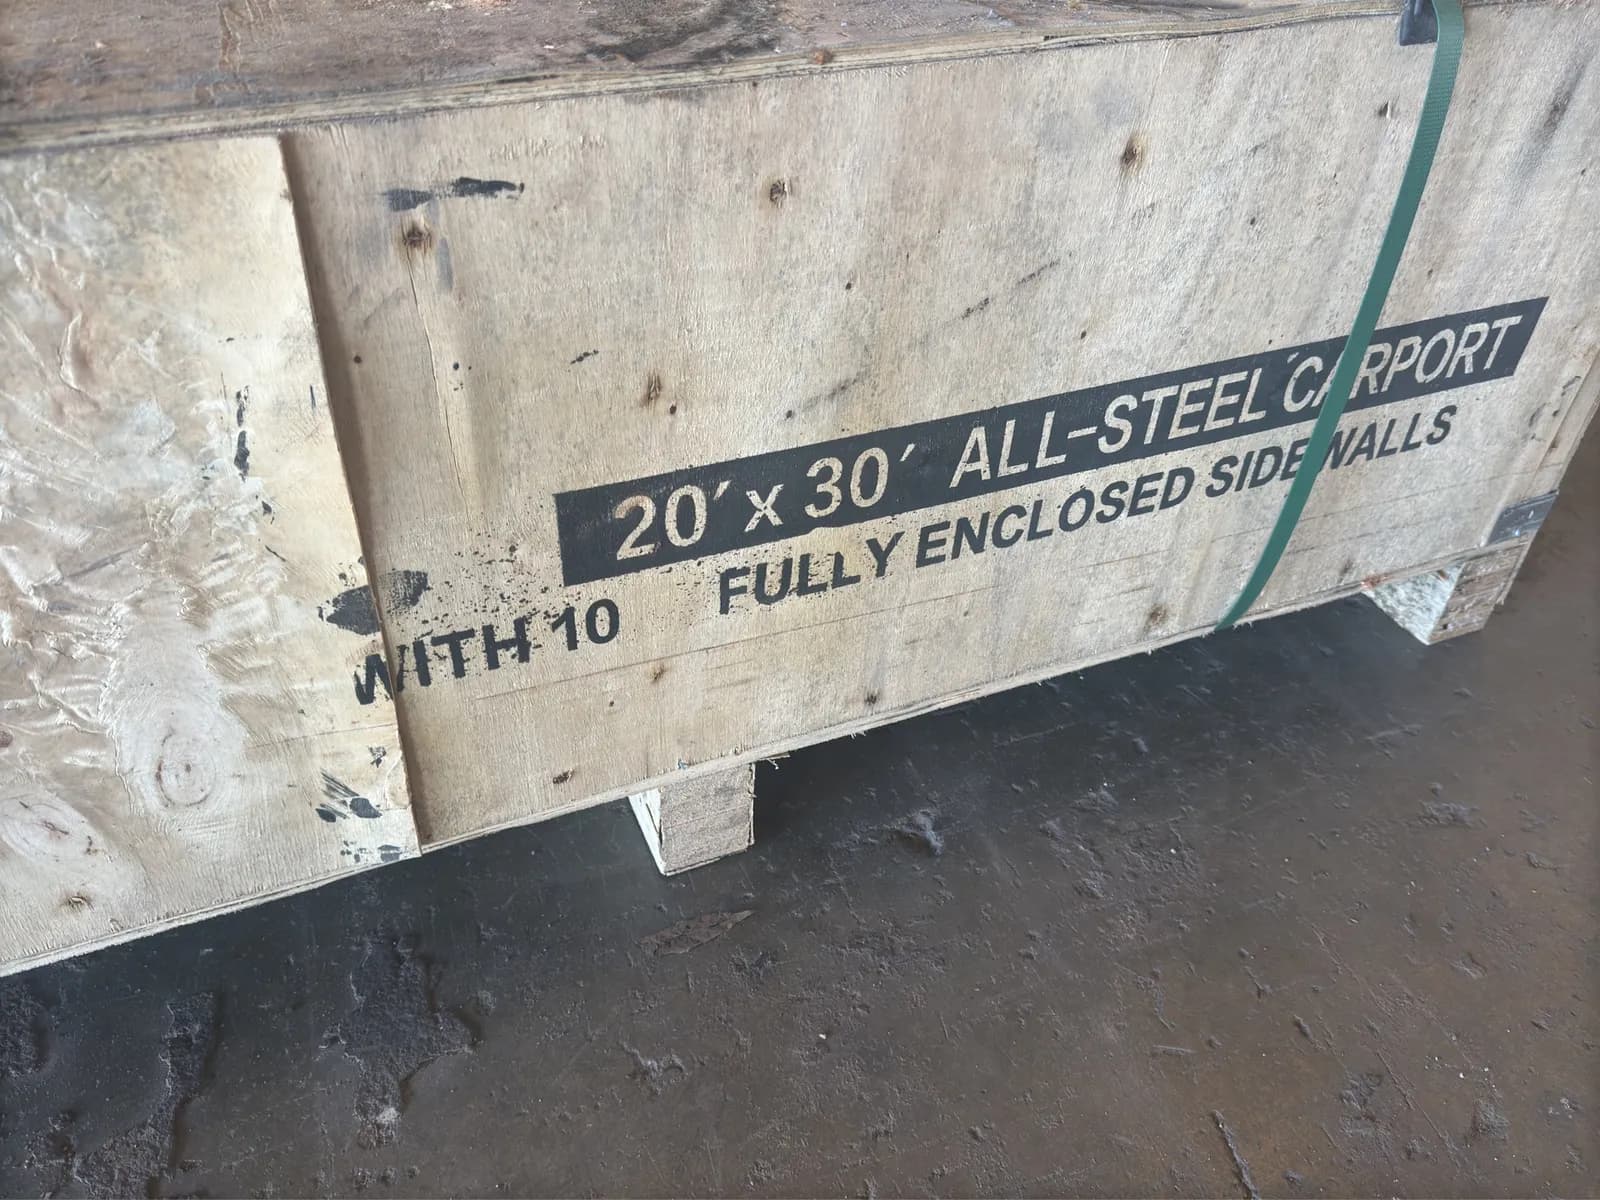 20' x 30' ALL-STEEL CARPORT
WITH 10 FULLY ENCLOSED SIDEWALLS